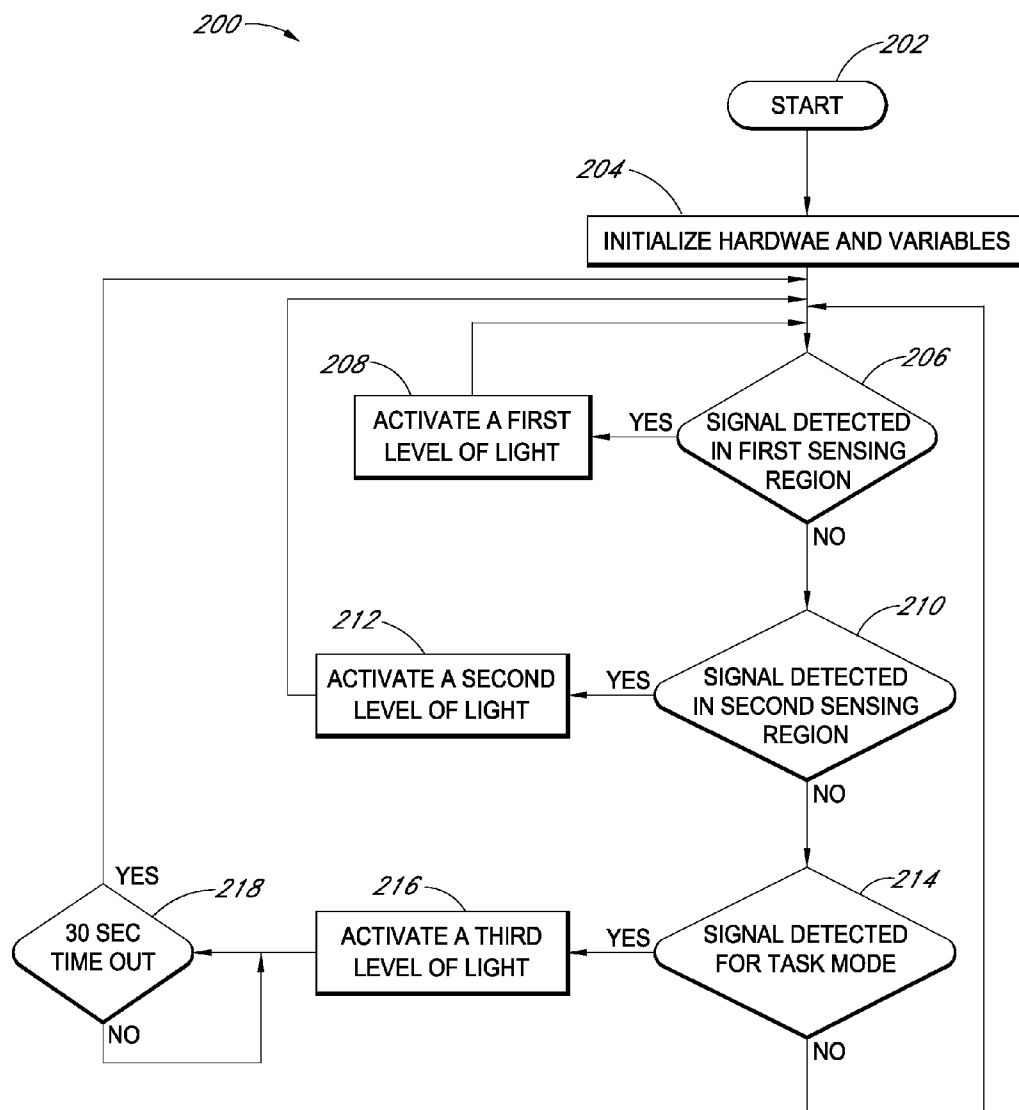 200
202
START
204
INITIALIZE HARDWAE AND VARIABLES
206
208
SIGNAL DETECTED
IN FIRST SENSING
REGION
YES
ACTIVATE A FIRST
LEVEL OF LIGHT
NO
210
212
SIGNAL DETECTED
IN SECOND SENSING
REGION
YES
ACTIVATE A SECOND
LEVEL OF LIGHT
NO
214
216
SIGNAL DETECTED
FOR TASK MODE
YES
ACTIVATE A THIRD
LEVEL OF LIGHT
218
YES
30 SEC
TIME OUT
NO
NO